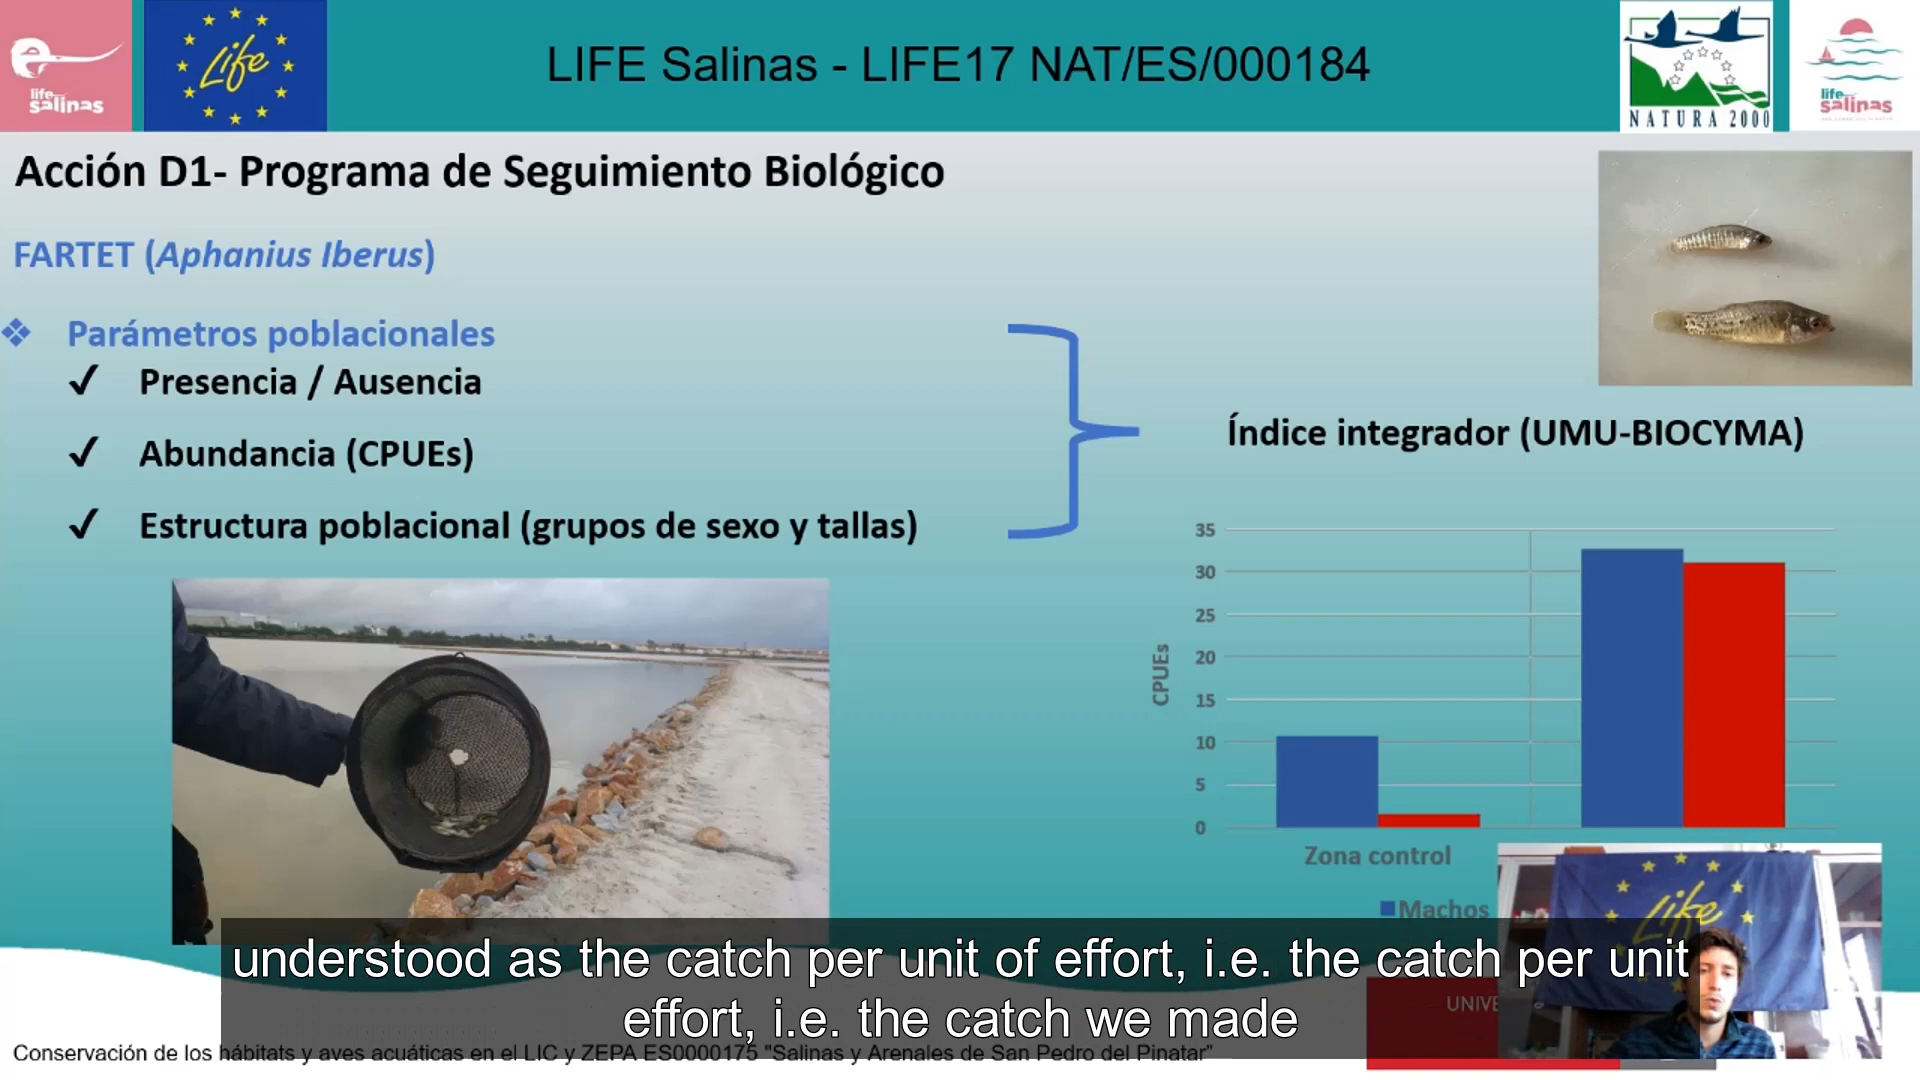 life
salinas
Life
LIFE Salinas - LIFE17 NAT/ES/000184
NATURA 2000
life
salinas
Acción D1- Programa de Seguimiento Biológico
FARTET (Aphanius Iberus)
❖ Parámetros poblacionales
✓ Presencia / Ausencia
✓ Abundancia (CPUEs)
✓ Estructura poblacional (grupos de sexo y tallas)
Índice integrador (UMU-BIOCYMA)
35
30
25
20
15
10
5
0
CPUEs
Zona control
Machos
Life
understood as the catch per unit of effort, i.e. the catch per unit
effort, i.e. the catch we made
Conservación de los hábitats y aves acuáticas en el LIC y ZEPA ES0000175 "Salinas y Arenales de San Pedro del Pinatar"